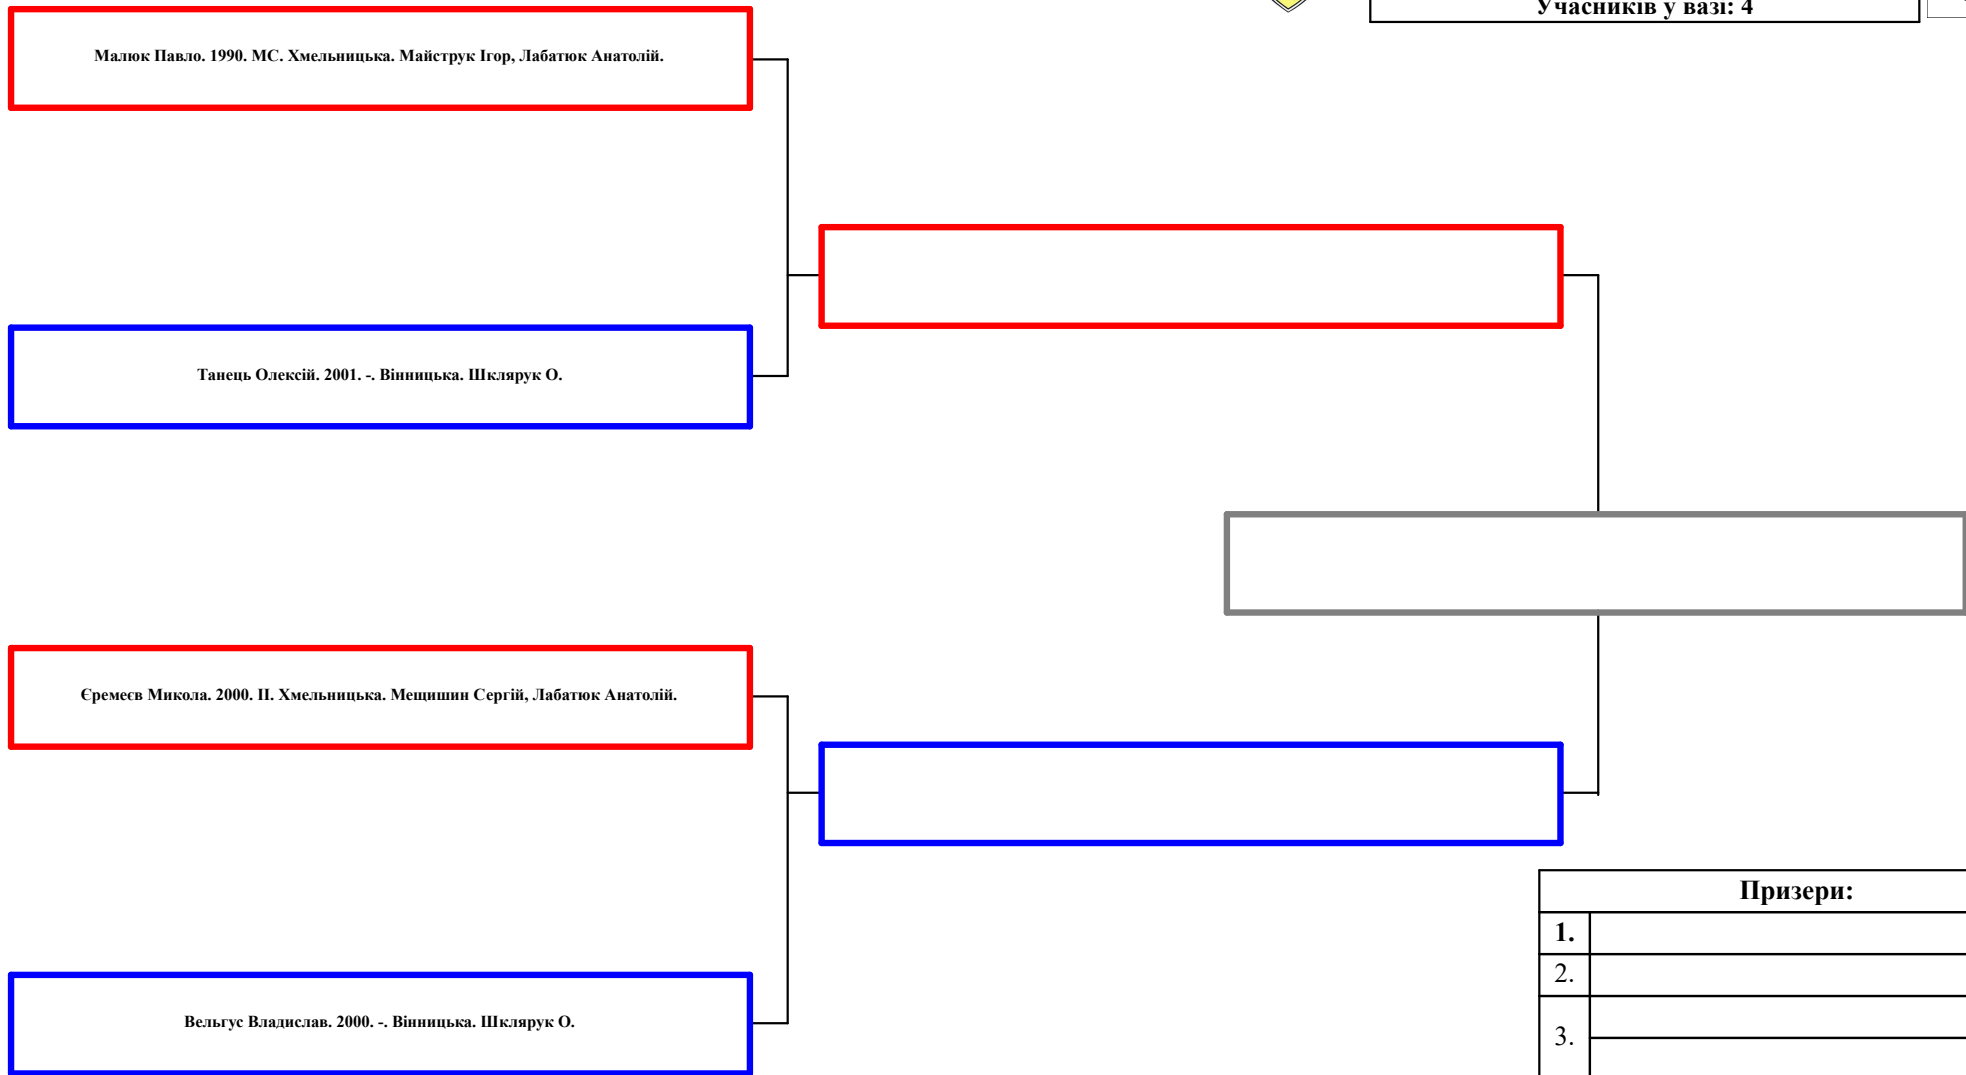 Учасників у вазі: 4
Малюк Павло. 1990. МС. Хмельницька. Майструк Ігор, Лабатюк Анатолій.
Танець Олексій. 2001. -. Вінницька. Шклярук О.
Єремеєв Микола. 2000. ІІ. Хмельницька. Мещишин Сергій, Лабатюк Анатолій.
Вельгус Владислав. 2000. -. Вінницька. Шклярук О.
Призери:
1.
2.
3.